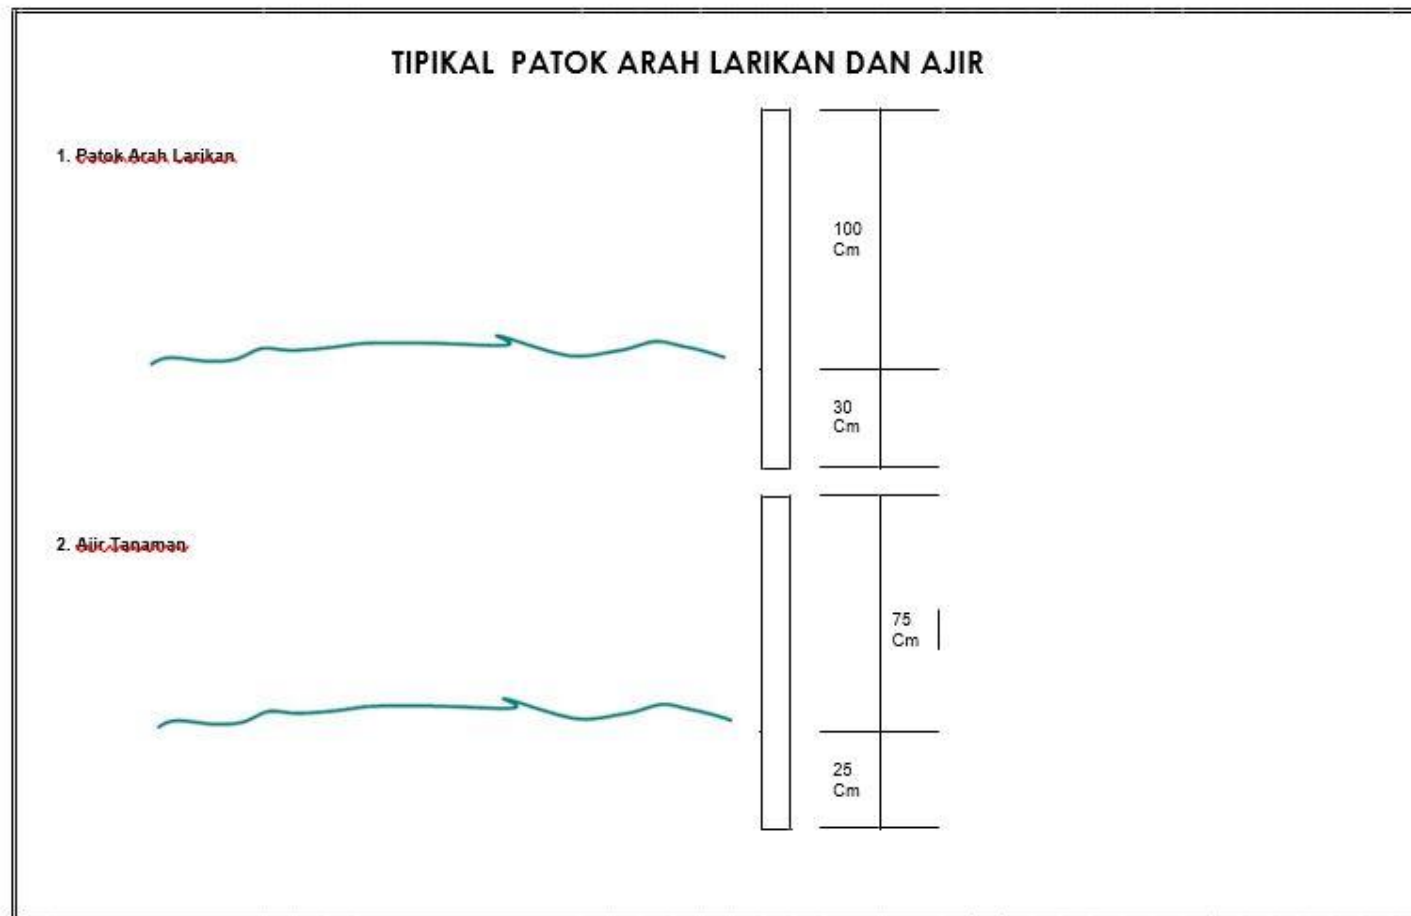 TIPIKAL PATOK ARAH LARIKAN DAN AJIR
1. Patok Arah Larikan
100
Cm
30
Cm
2. Ajir Tanaman
75
Cm
25
Cm